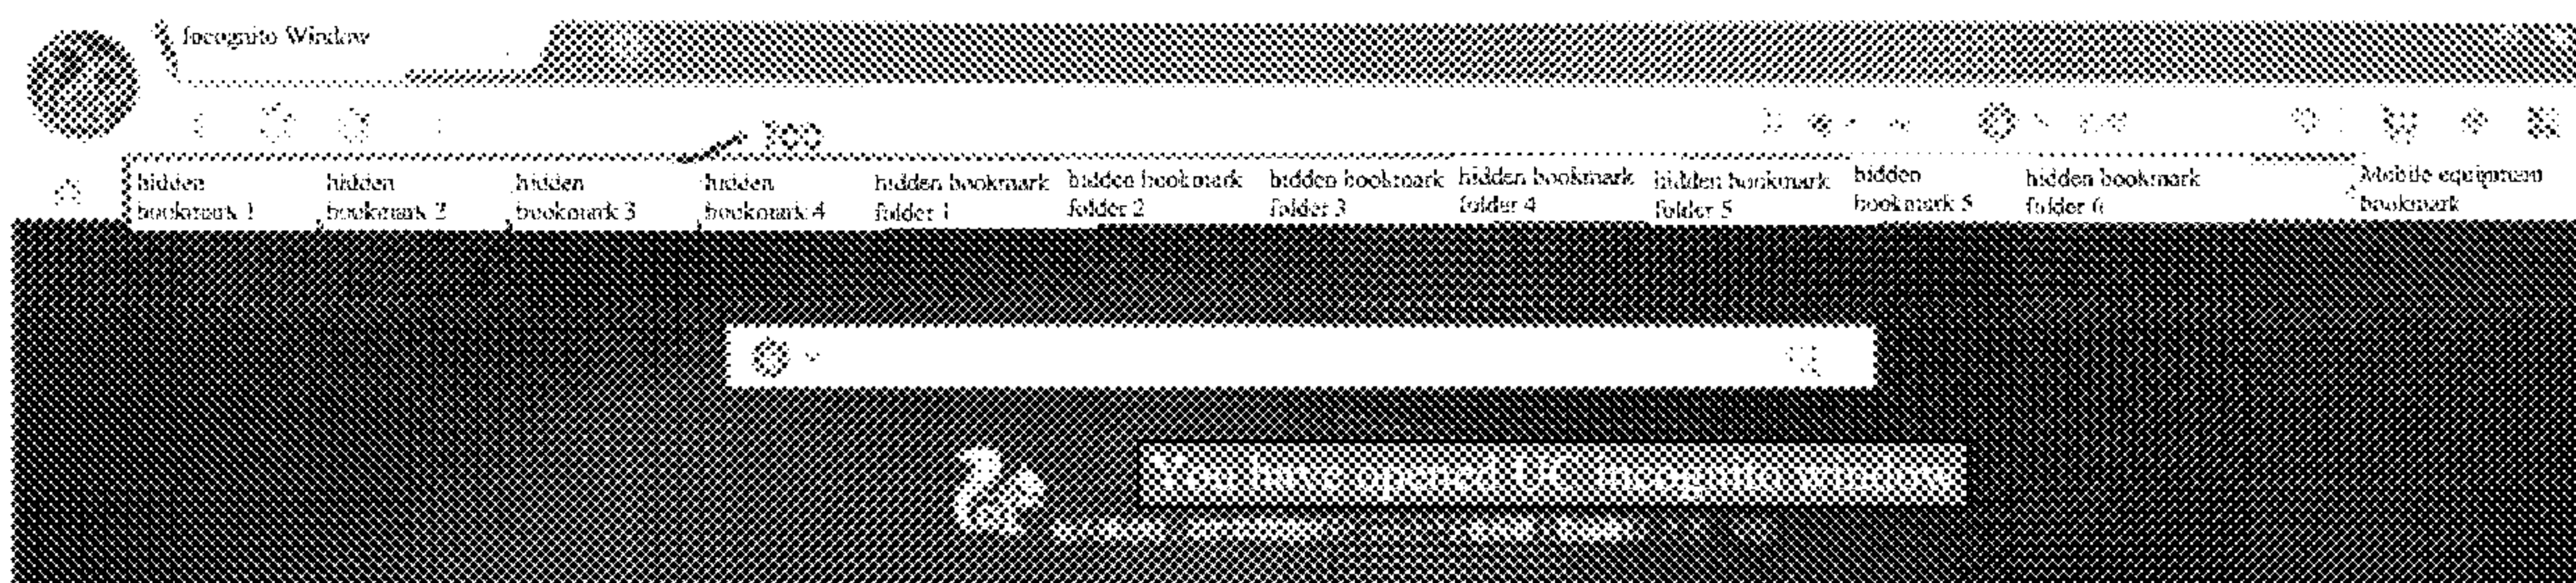 Incognito Window
300
hidden bookmark 1
hidden bookmark 2
hidden bookmark 3
hidden bookmark 4
hidden bookmark folder 1
hidden bookmark folder 2
hidden bookmark folder 3
hidden bookmark folder 4
hidden bookmark folder 5
hidden bookmark 5
hidden bookmark folder 6
Mobile equipment bookmark
You have opened UC incognito window